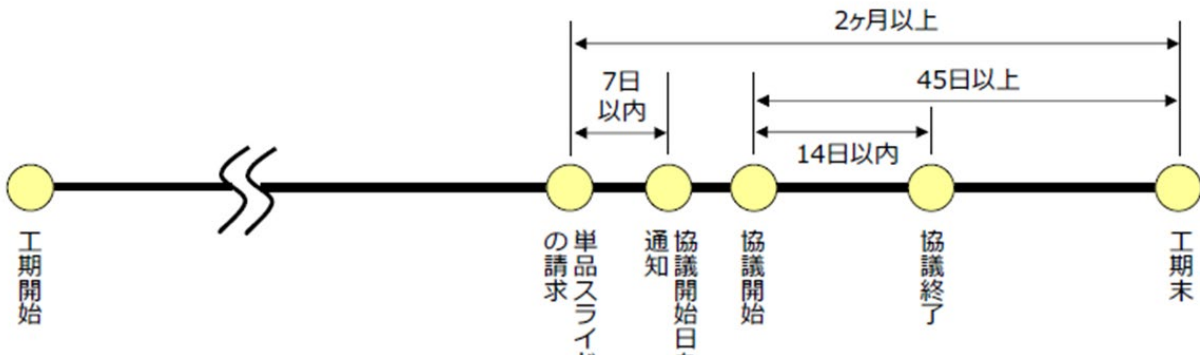 2ヶ月以上
7日
以内
45日以上
14日以内
工期開始
単品スライ
の請求
協議開始日
通知
協議開始
協議終了
工期末